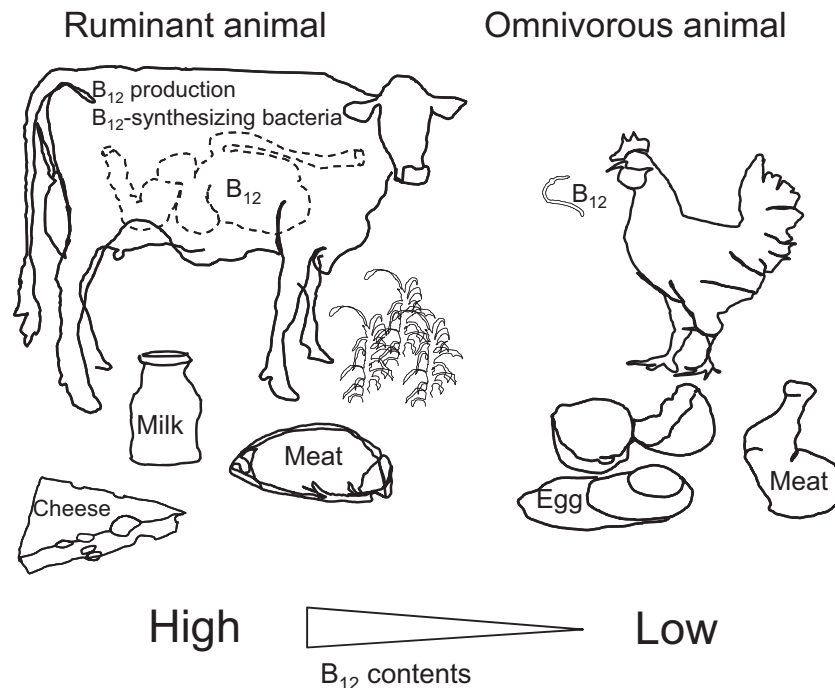 Ruminant animal
Omnivorous animal
B₁₂ production
B₁₂-synthesizing bacteria
B₁₂
B₁₂
Milk
Meat
Cheese
Egg
Meat
High
Low
B₁₂ contents